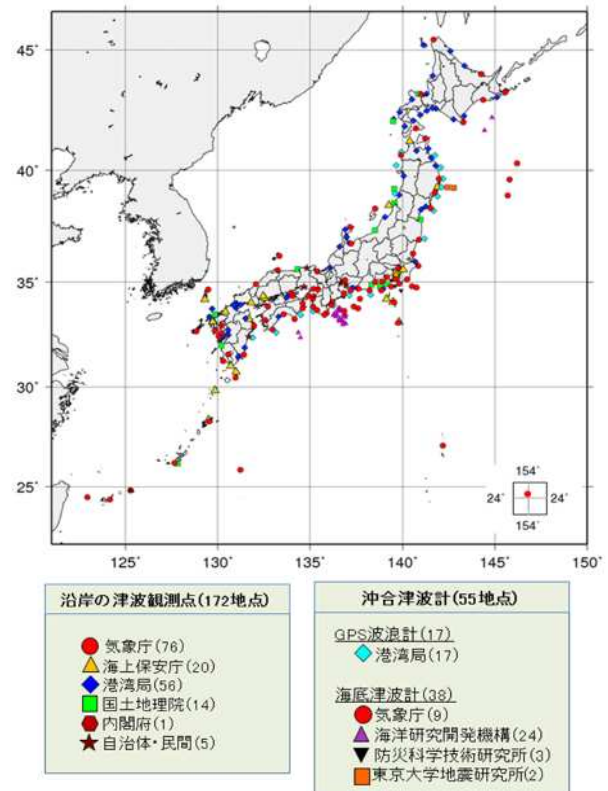 45°
40°
35°
30°
25°
154°
24° 24°
154°
125° 130° 135° 140° 145° 150°
沿岸の津波観測点(172地点)
気象庁(76)
海上保安庁(20)
港湾局(56)
国土地理院(14)
内閣府(1)
自治体・民間(5)
沖合津波計(55地点)
GPS波浪計(17)
港湾局(17)
海底津波計(38)
気象庁(9)
海洋研究開発機構(24)
防災科学技術研究所(3)
東京大学地震研究所(2)